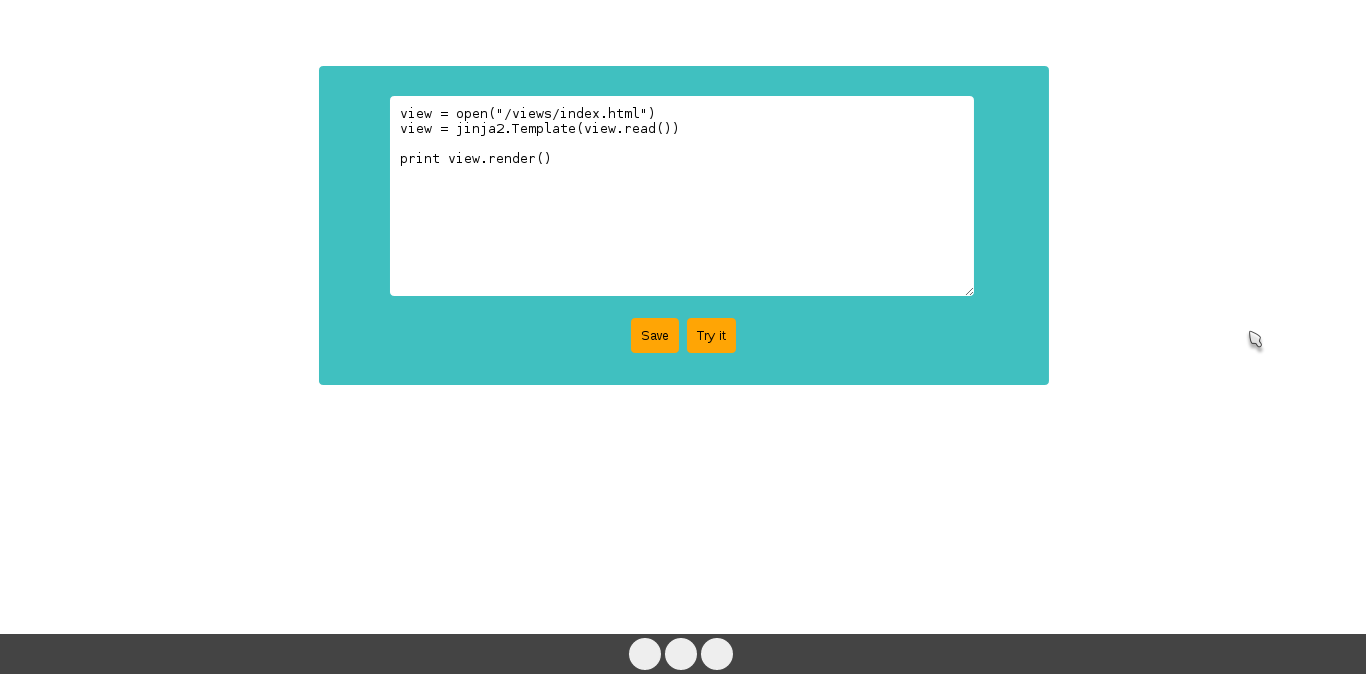 view = open("/views/index.html")
view = jinja2.Template(view.read())
print view.render()
Save Try it